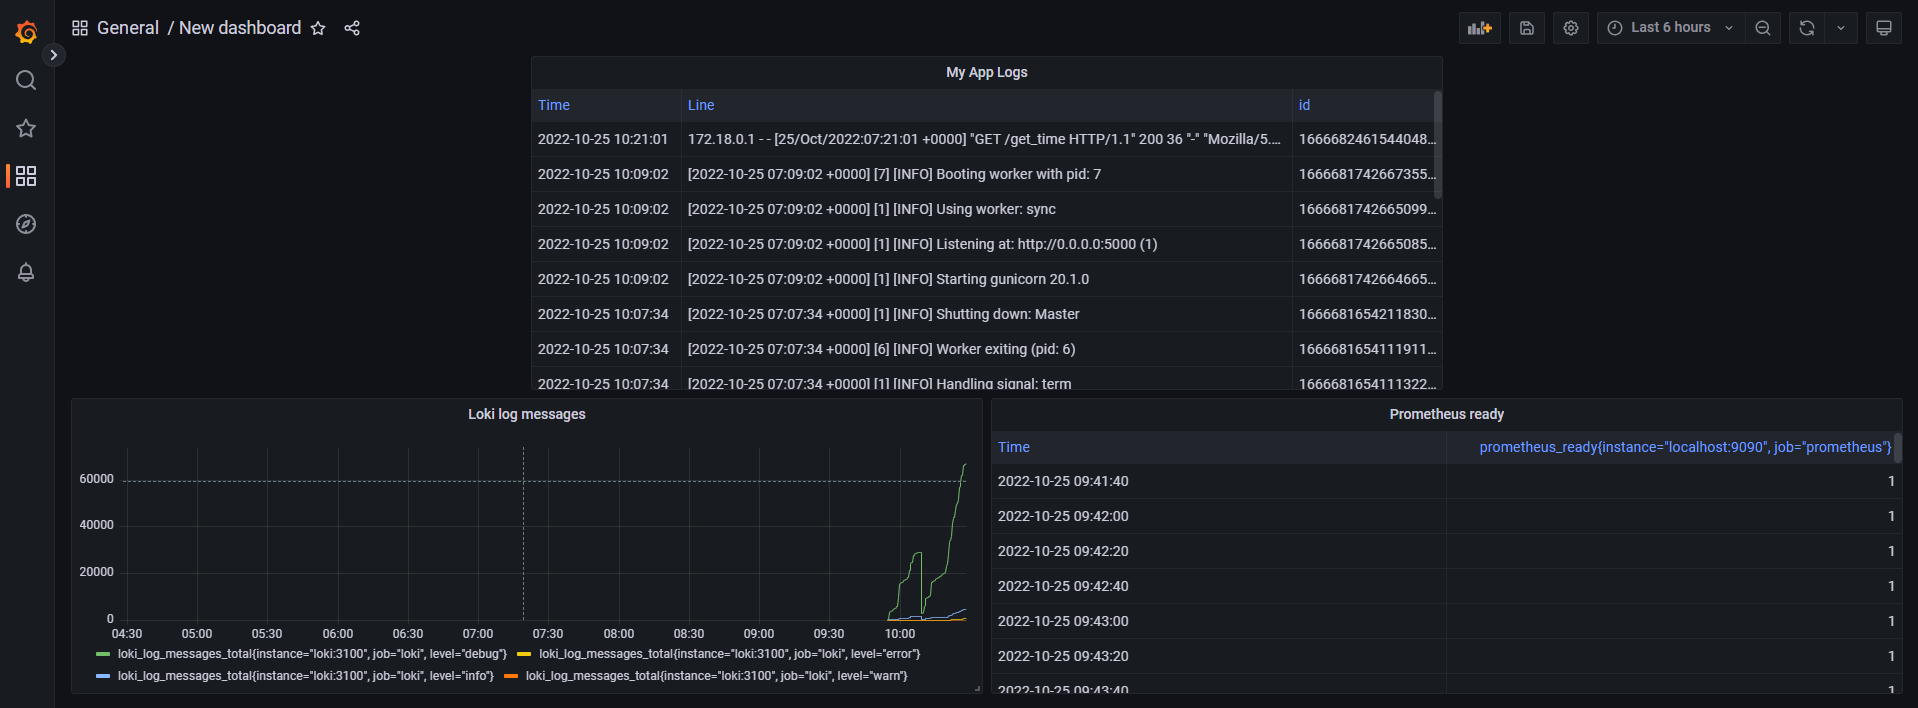 General / New dashboard
Last 6 hours
My App Logs
Time Line id
2022-10-25 10:21:01 172.18.0.1 - - [25/Oct/2022:07:21:01 +0000] "GET /get_time HTTP/1.1" 200 36 "-" "Mozilla/5.... 1666682461544048...
2022-10-25 10:09:02 [2022-10-25 07:09:02 +0000] [7] [INFO] Booting worker with pid: 7 1666681742667355...
2022-10-25 10:09:02 [2022-10-25 07:09:02 +0000] [1] [INFO] Using worker: sync 1666681742665099...
2022-10-25 10:09:02 [2022-10-25 07:09:02 +0000] [1] [INFO] Listening at: http://0.0.0.0:5000 (1) 1666681742665085...
2022-10-25 10:09:02 [2022-10-25 07:09:02 +0000] [1] [INFO] Starting gunicorn 20.1.0 1666681742664665...
2022-10-25 10:07:34 [2022-10-25 07:07:34 +0000] [1] [INFO] Shutting down: Master 1666681654211830...
2022-10-25 10:07:34 [2022-10-25 07:07:34 +0000] [6] [INFO] Worker exiting (pid: 6) 1666681654111911...
2022-10-25 10:07:34 [2022-10-25 07:07:34 +0000] [1] [INFO] Handling signal: term 1666681654111322...
Loki log messages
60000
40000
20000
0
04:30 05:00 05:30 06:00 06:30 07:00 07:30 08:00 08:30 09:00 09:30 10:00
loki_log_messages_total{instance="loki:3100", job="loki", level="debug"} loki_log_messages_total{instance="loki:3100", job="loki", level="error"}
loki_log_messages_total{instance="loki:3100", job="loki", level="info"} loki_log_messages_total{instance="loki:3100", job="loki", level="warn"}
Prometheus ready
Time prometheus_ready{instance="localhost:9090", job="prometheus"}
2022-10-25 09:41:40 1
2022-10-25 09:42:00 1
2022-10-25 09:42:20 1
2022-10-25 09:42:40 1
2022-10-25 09:43:00 1
2022-10-25 09:43:20 1
2022-10-25 09:43:40 1